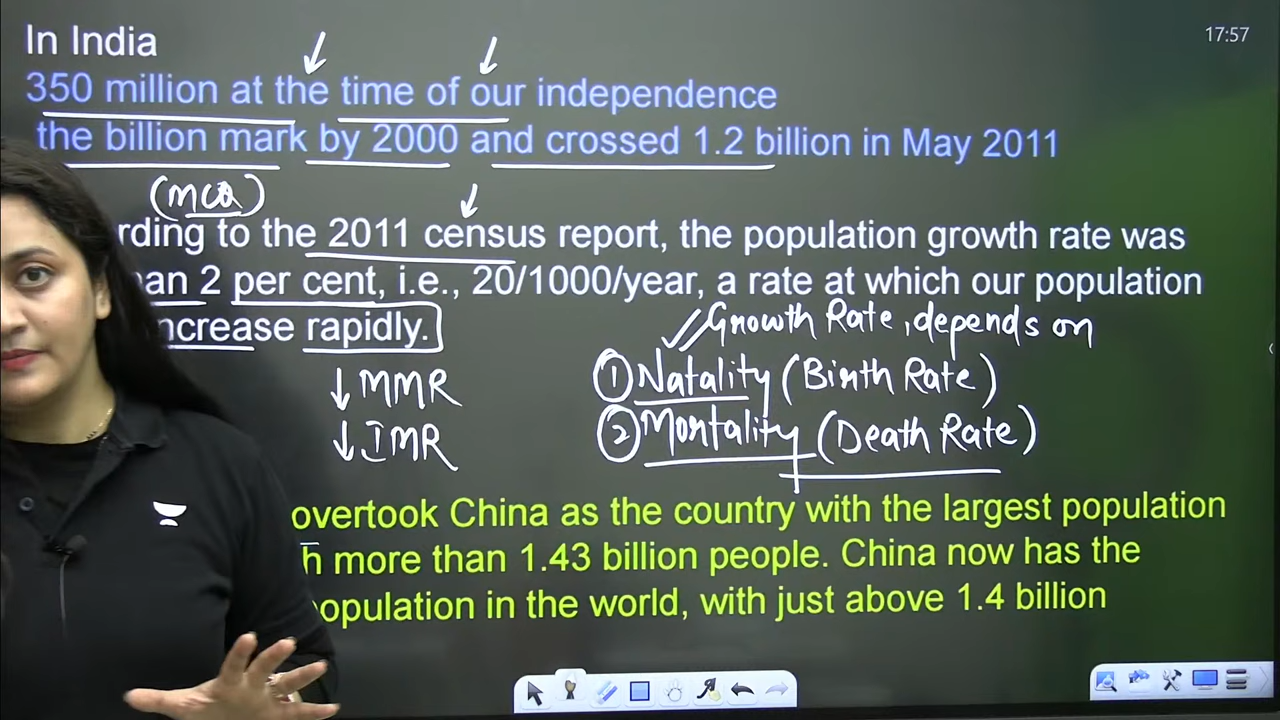 In India
17:57
350 million at the time of our independence
the billion mark by 2000 and crossed 1.2 billion in May 2011
(MCQ)
rding to the 2011 census report, the population growth rate was
an 2 per cent, i.e., 20/1000/year, a rate at which our population
ncrease rapidly.
Growth Rate, depends on
↓ MMR
① Natality (Birth Rate)
↓ IMR
② Mortality (Death Rate)
overtook China as the country with the largest population
h more than 1.43 billion people. China now has the
opulation in the world, with just above 1.4 billion